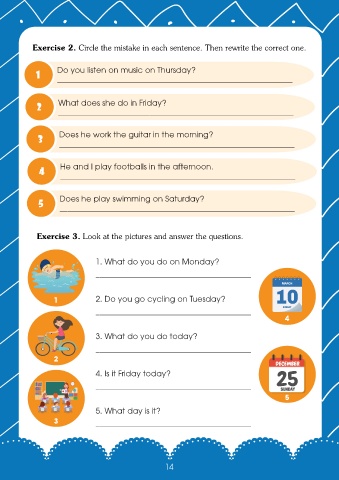 Exercise 2. Circle the mistake in each sentence. Then rewrite the correct one.
1 Do you listen on music on Thursday?
2 What does she do in Friday?
3 Does he work the guitar in the morning?
4 He and I play footballs in the afternoon.
5 Does he play swimming on Saturday?
Exercise 3. Look at the pictures and answer the questions.
1. What do you do on Monday?
1
2. Do you go cycling on Tuesday?
MARCH
10
4
3. What do you do today?
2
4. Is it Friday today?
DECEMBER
25
SUNDAY
5
5. What day is it?
3
14